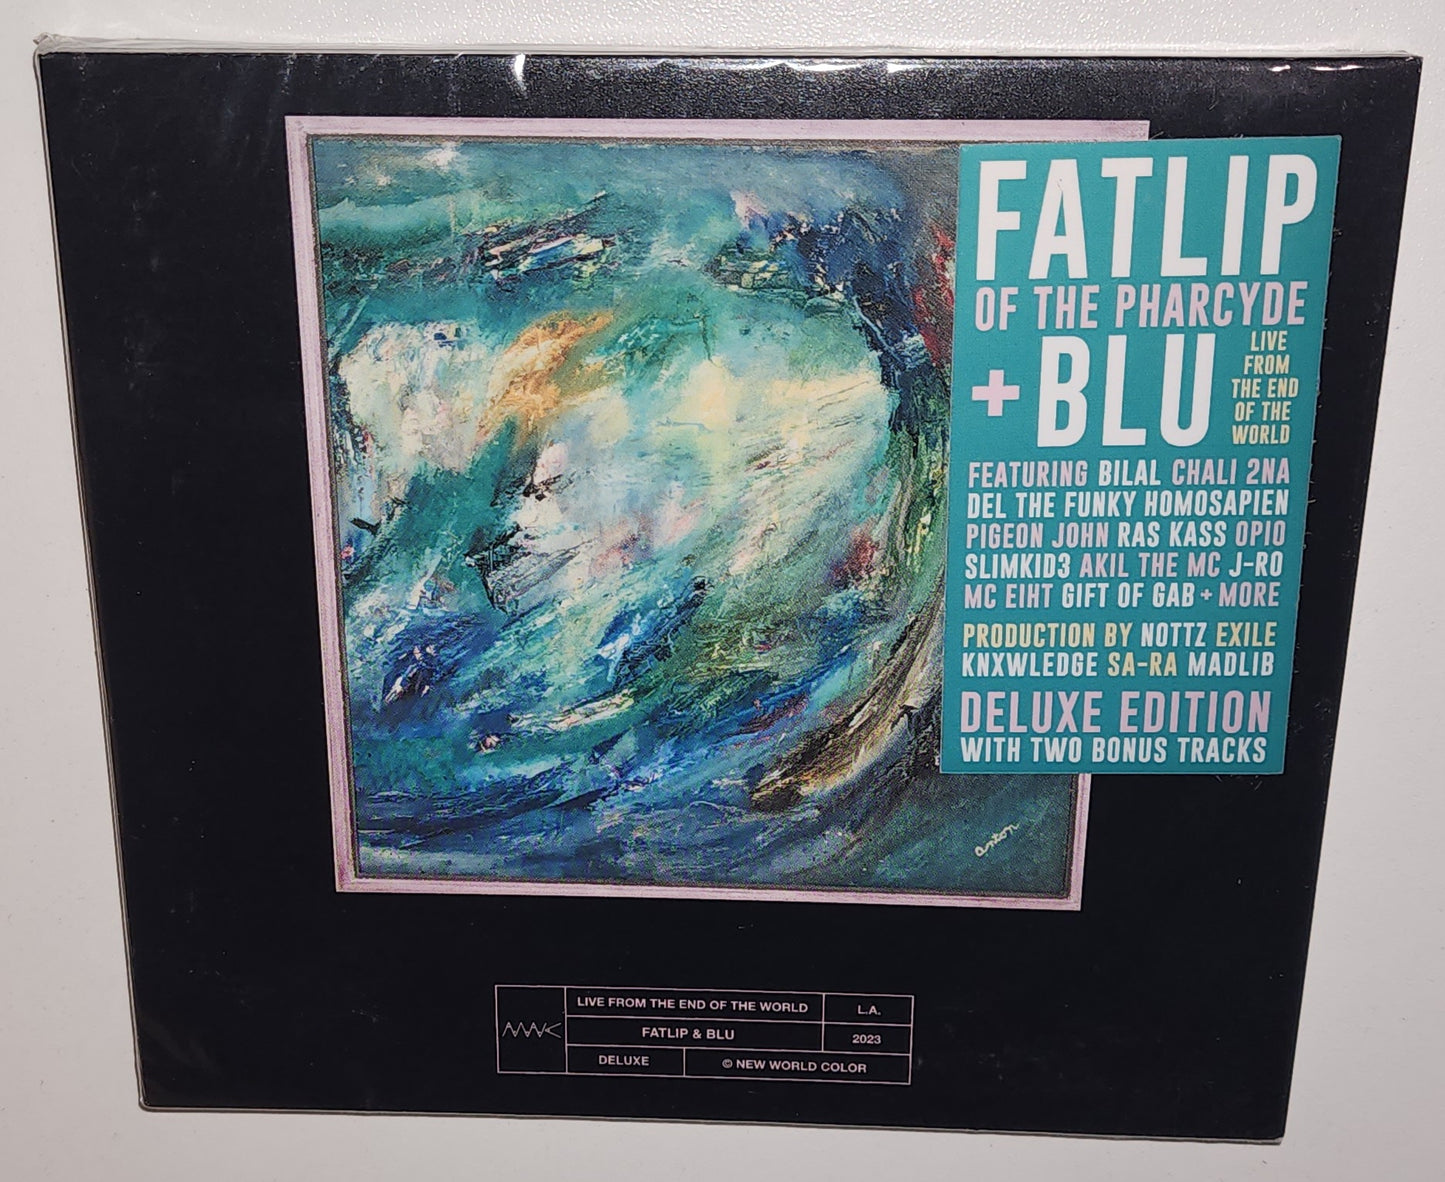 FATLIP
OF THE PHARCYDE
+ BLU
LIVE
FROM
THE END
OF THE
WORLD
FEATURING BILAL CHALI 2NA
DEL THE FUNKY HOMOSAPIEN
PIGEON JOHN RAS KASS OPIO
SLIMKID3 AKIL THE MC J-RO
MC EIHT GIFT OF GAB + MORE
PRODUCTION BY NOTTZ EXILE
KNXWLEDGE SA-RA MADLIB
DELUXE EDITION
WITH TWO BONUS TRACKS
anton
LIVE FROM THE END OF THE WORLD L.A.
FATLIP & BLU 2023
DELUXE © NEW WORLD COLOR